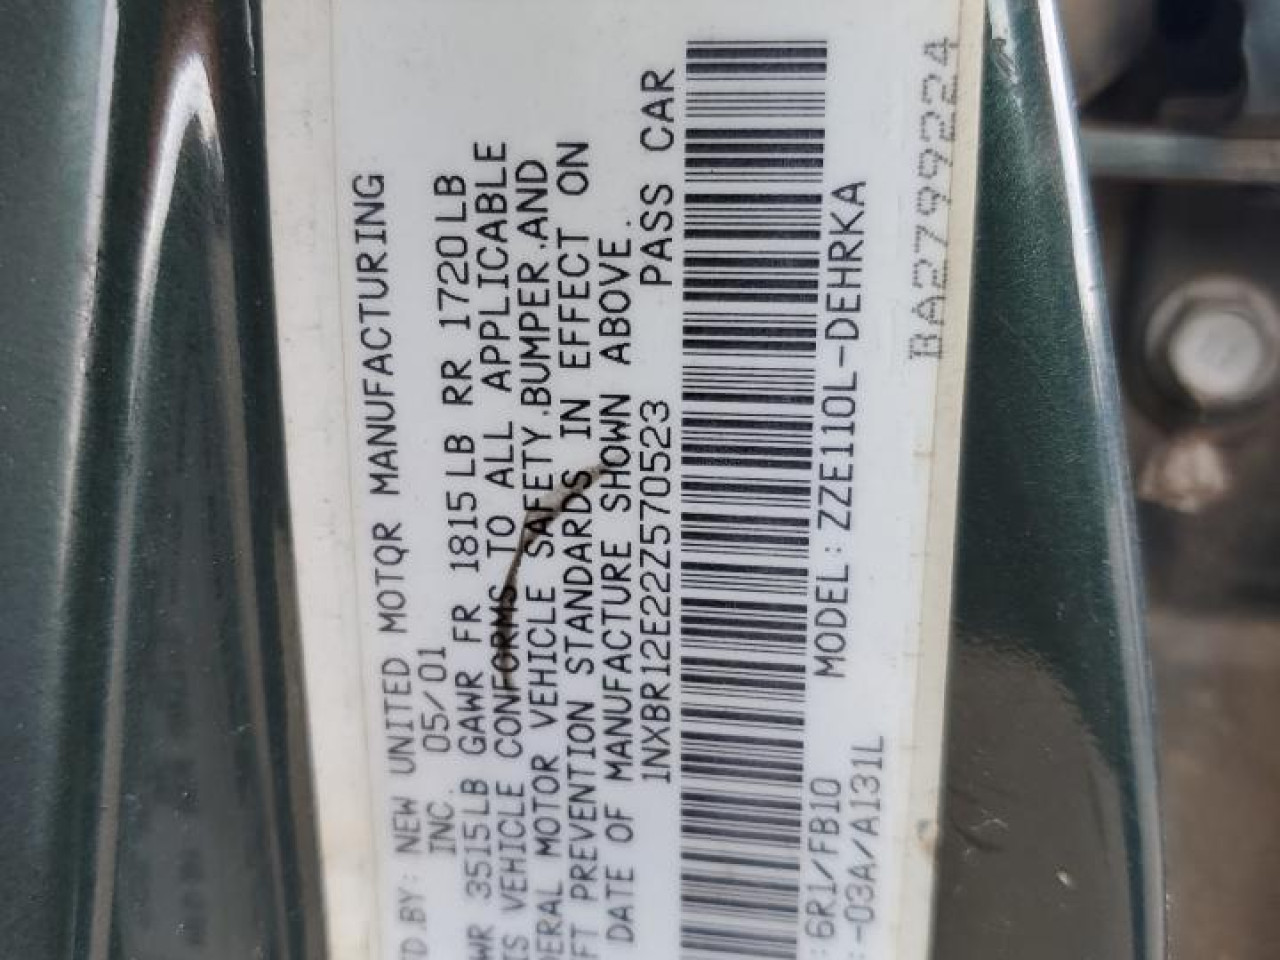 TD.BY: NEW UNITED MOTOR MANUFACTURING
INC. 05/01
WR 3515LB GAWR FR 1815LB RR 1720LB
IS VEHICLE CONFORMS TO ALL APPLICABLE
DERAL MOTOR VEHICLE SAFETY.BUMPER.AND
FT PREVENTION STANDARDS IN EFFECT ON
DATE OF MANUFACTURE SHOWN ABOVE.
1NXBR12E22Z570523 PASS CAR
:6R1/FB10 MODEL: ZZE110L-DEHRKA
:-03A/A131L
BA2799224